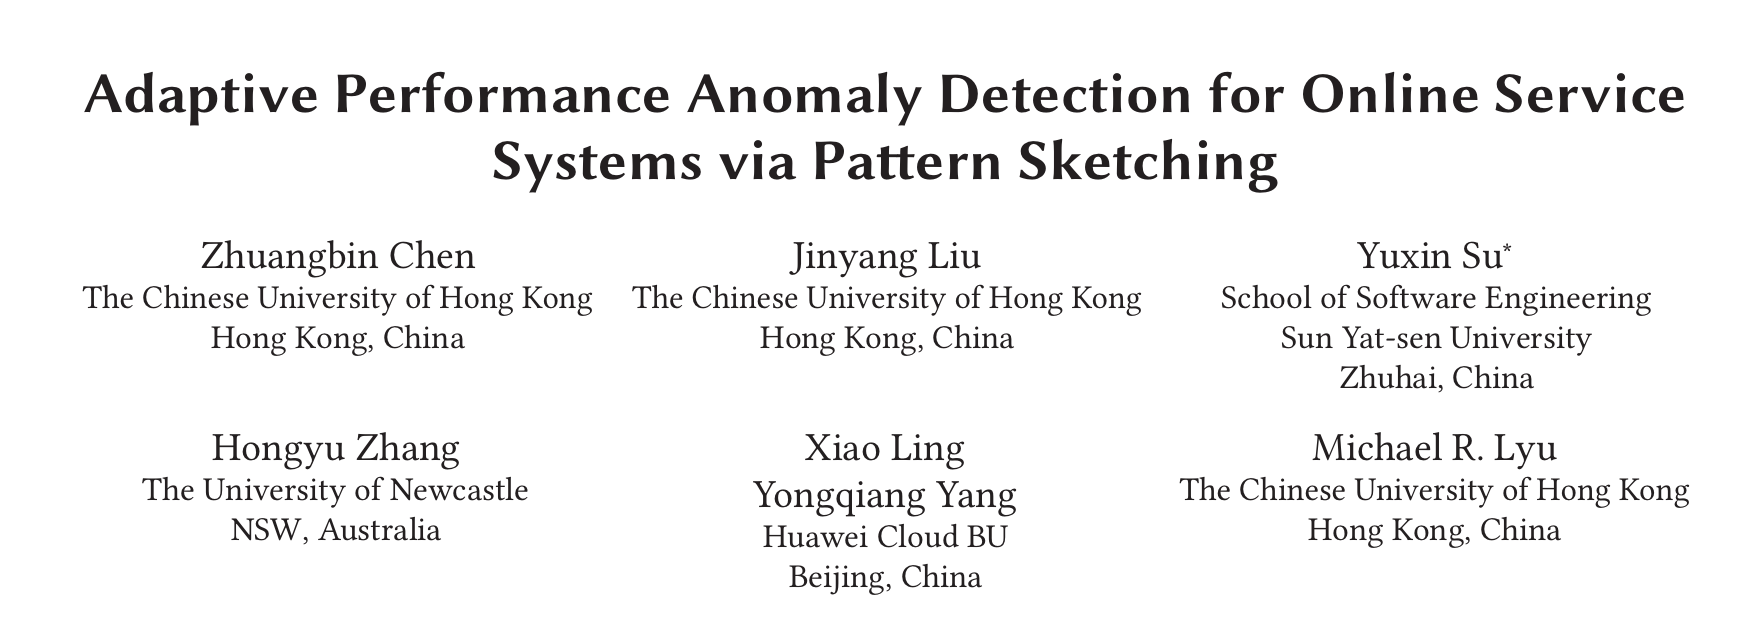 Adaptive Performance Anomaly Detection for Online Service
Systems via Pattern Sketching
Zhuangbin Chen
The Chinese University of Hong Kong
Hong Kong, China
Jinyang Liu
The Chinese University of Hong Kong
Hong Kong, China
Yuxin Su*
School of Software Engineering
Sun Yat-sen University
Zhuhai, China
Hongyu Zhang
The University of Newcastle
NSW, Australia
Xiao Ling
Yongqiang Yang
Huawei Cloud BU
Beijing, China
Michael R. Lyu
The Chinese University of Hong Kong
Hong Kong, China